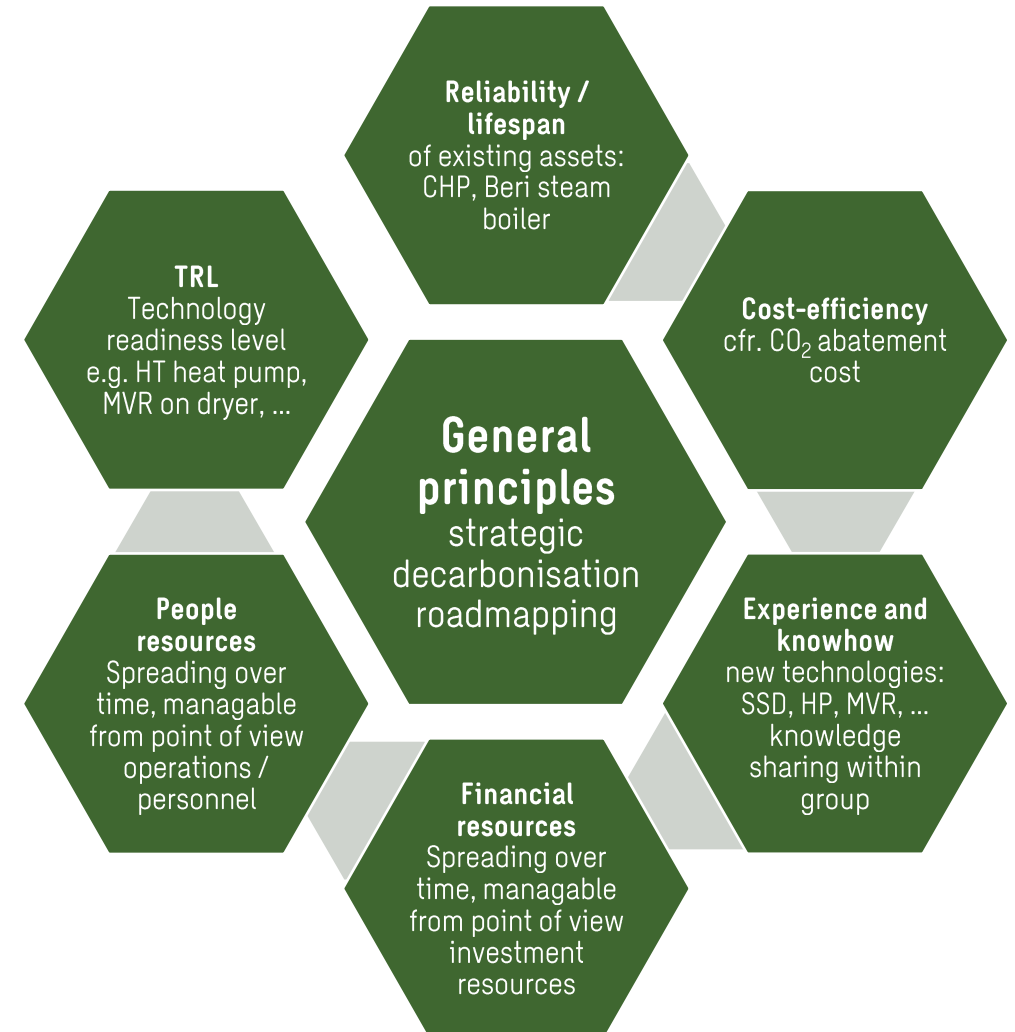 Reliability /
lifespan
of existing assets:
CHP, Beri steam
boiler
TRL
Technology
readiness level
e.g. HT heat pump,
MVR on dryer, ...
Cost-efficiency
cfr. CO₂ abatement
cost
General
principles
strategic
decarbonisation
roadmapping
People
resources
Spreading over
time, managable
from point of view
operations /
personnel
Experience and
knowhow
new technologies:
SSD, HP, MVR, ...
knowledge
sharing within
group
Financial
resources
Spreading over
time, managable
from point of view
investment
resources